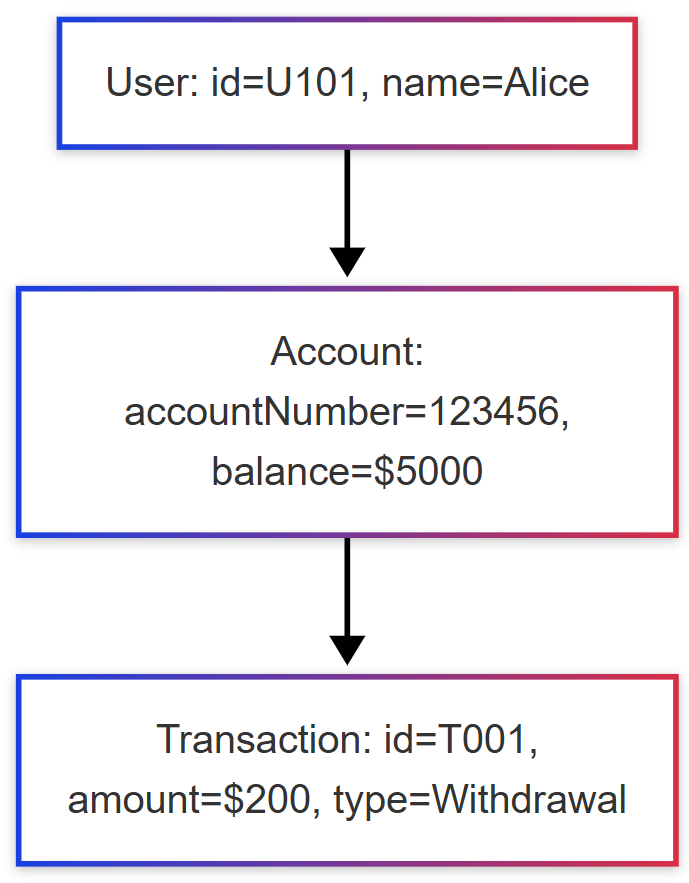 User: id=U101, name=Alice
Account:
accountNumber=123456,
balance=$5000
Transaction: id=T001,
amount=$200, type=Withdrawal